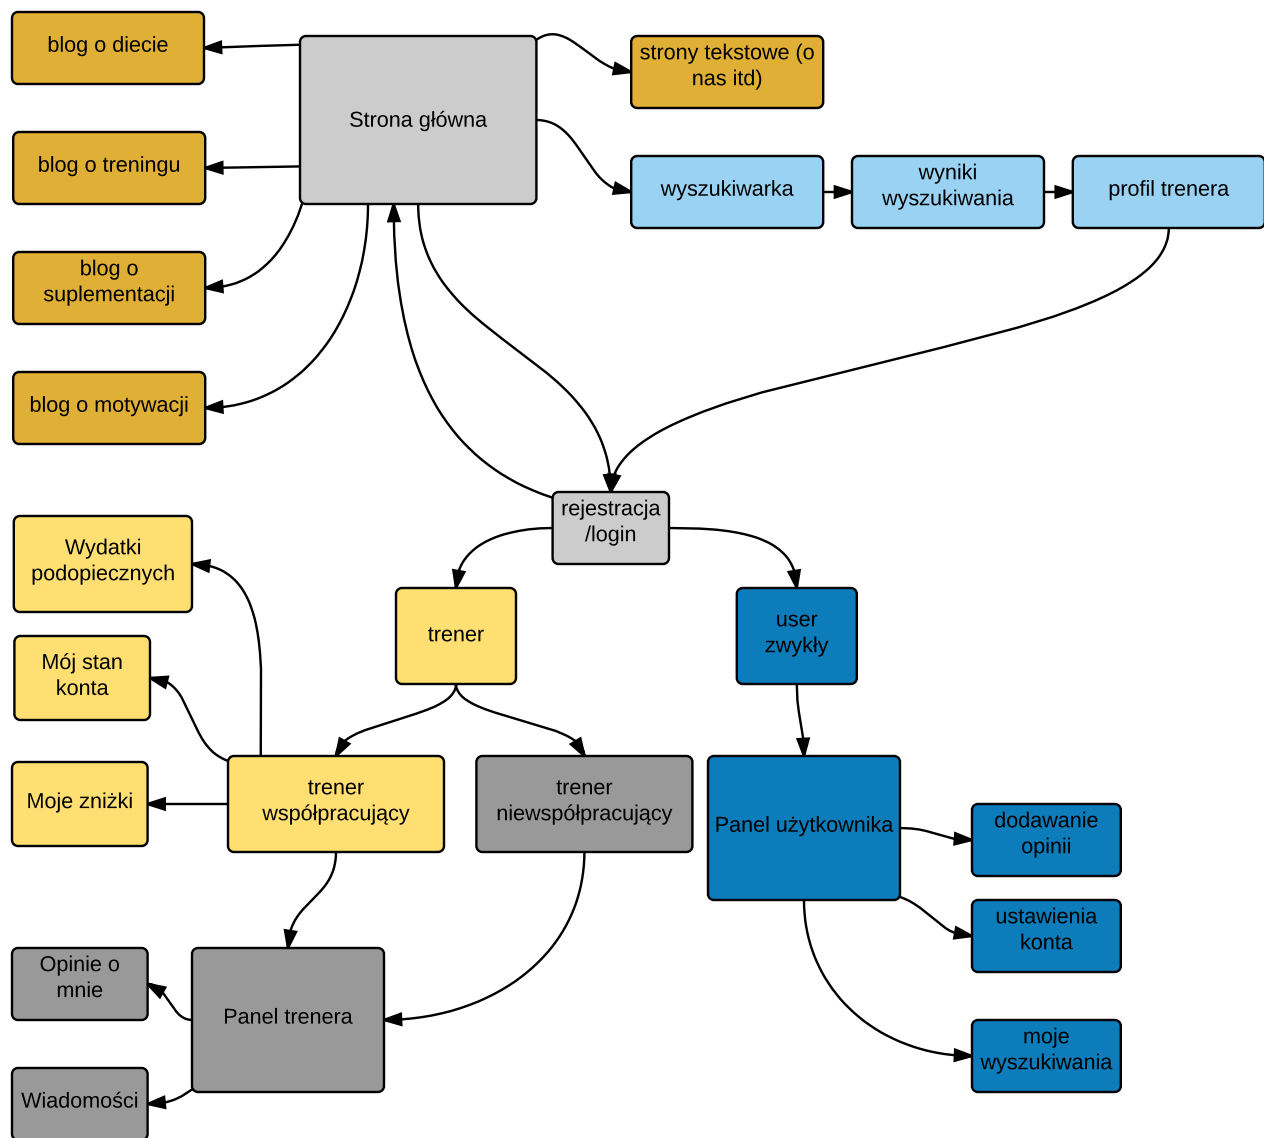 blog o diecie
Strona główna
strony tekstowe (o
nas itd)
blog o treningu
wyszukiwarka
wyniki
wyszukiwania
profil trenera
blog o
suplementacji
blog o motywacji
rejestracja
/login
Wydatki
podopiecznych
trener
user
zwykły
Mój stan
konta
Moje zniżki
trener
współpracujący
trener
niewspółpracujący
Panel użytkownika
dodawanie
opinii
ustawienia
konta
Opinie o
mnie
Panel trenera
moje
wyszukiwania
Wiadomości